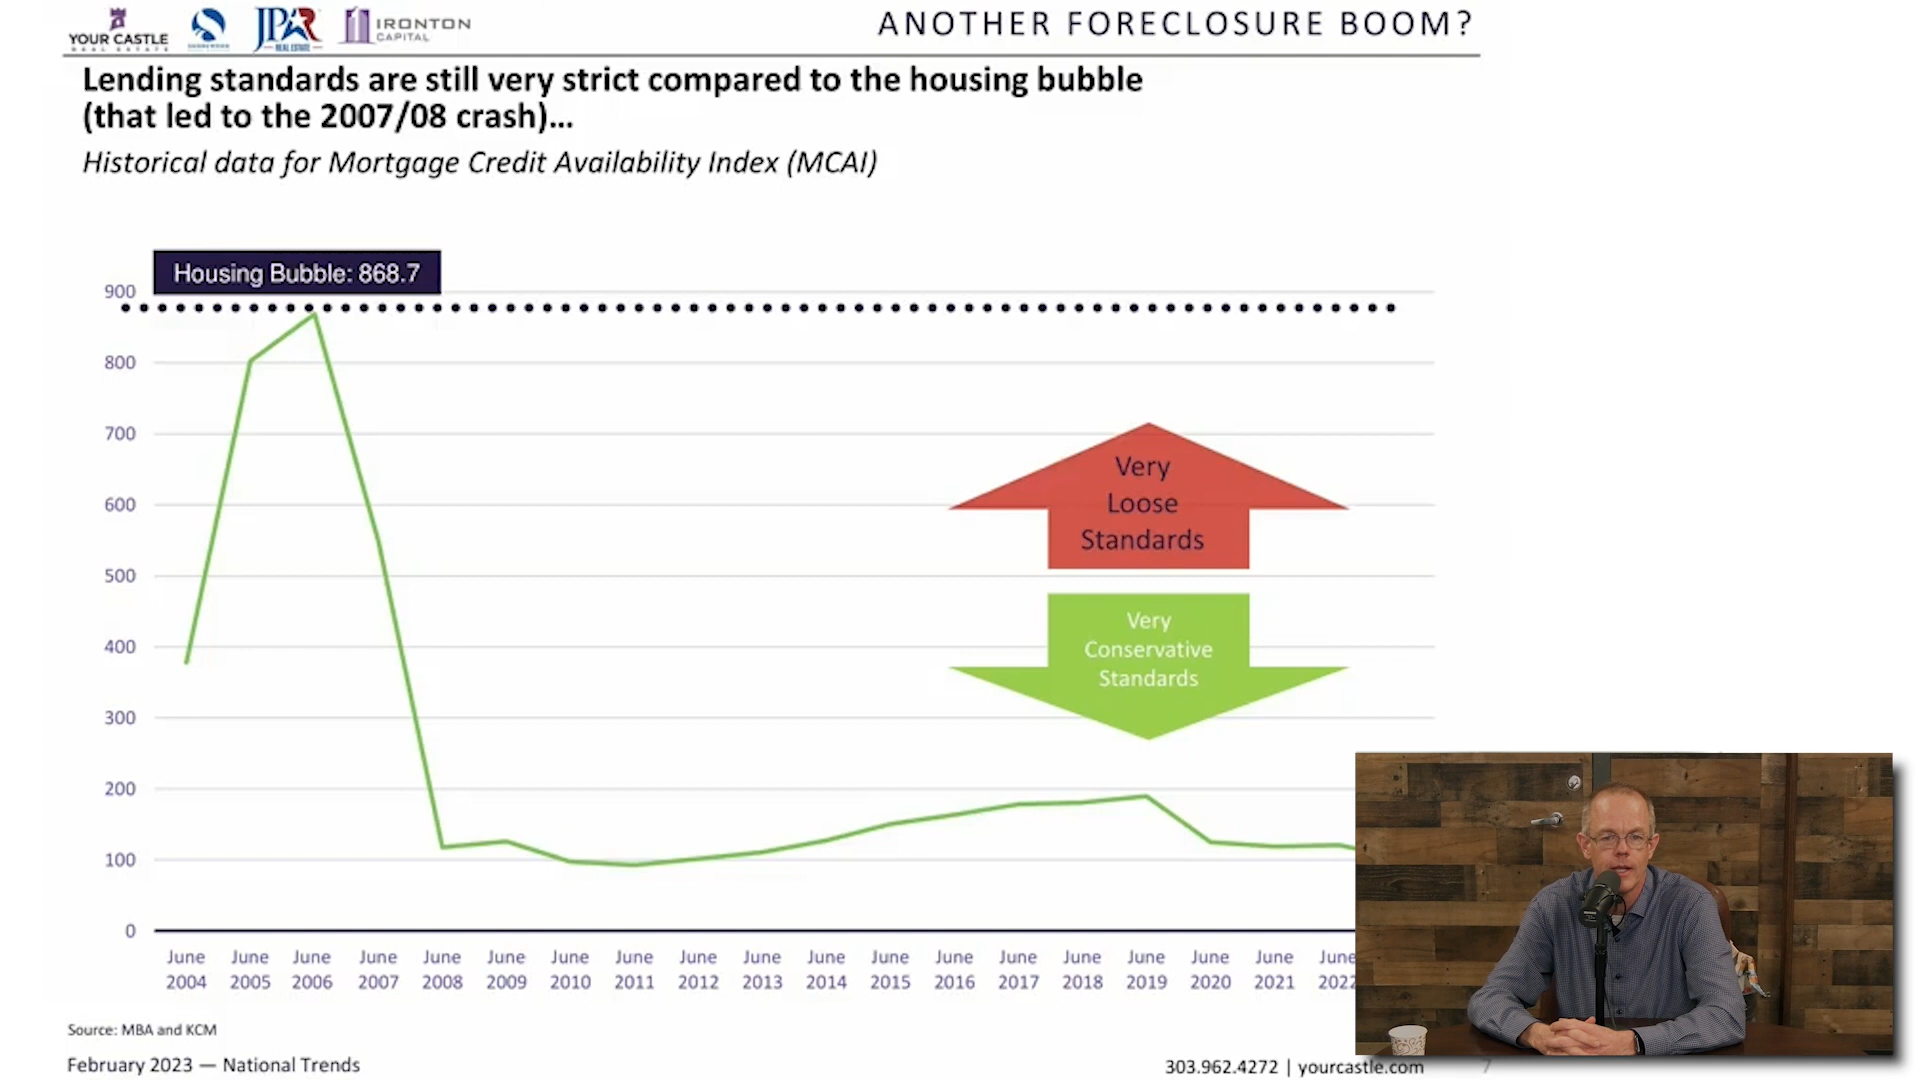 YOUR CASTLE
REAL ESTATE
JPAR
REAL ESTATE
IRONTON
CAPITAL
ANOTHER FORECLOSURE BOOM?
Lending standards are still very strict compared to the housing bubble
(that led to the 2007/08 crash)...
Historical data for Mortgage Credit Availability Index (MCAI)
Housing Bubble: 868.7
900
800
700
600
500
400
300
200
100
0
Very
Loose
Standards
Very
Conservative
Standards
June June June June June June June June June June June June June June June June June June June
2004 2005 2006 2007 2008 2009 2010 2011 2012 2013 2014 2015 2016 2017 2018 2019 2020 2021 2022
Source: MBA and KCM
February 2023 — National Trends
303.962.4272 | yourcastle.com
7